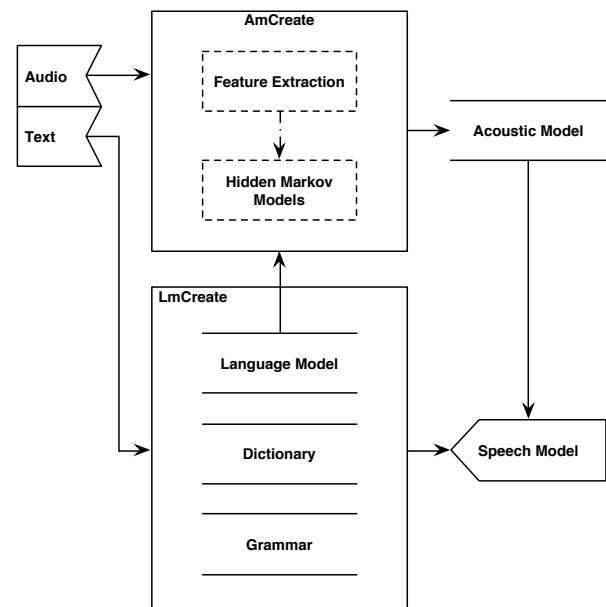 AmCreate
Audio
Feature Extraction
Text
Acoustic Model
Hidden Markov
Models
LmCreate
Language Model
Dictionary
Speech Model
Grammar